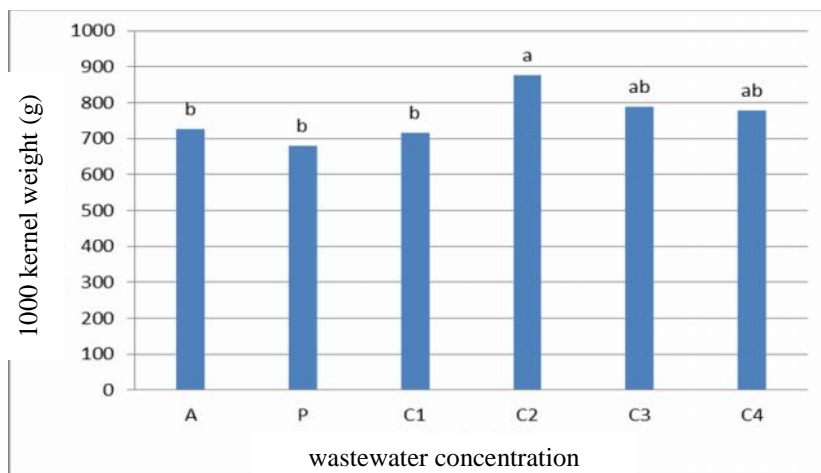 1000 kernel weight (g)
1000
900
800
700
600
500
400
300
200
100
0
b
b
b
a
ab
ab
A P C1 C2 C3 C4
wastewater concentration